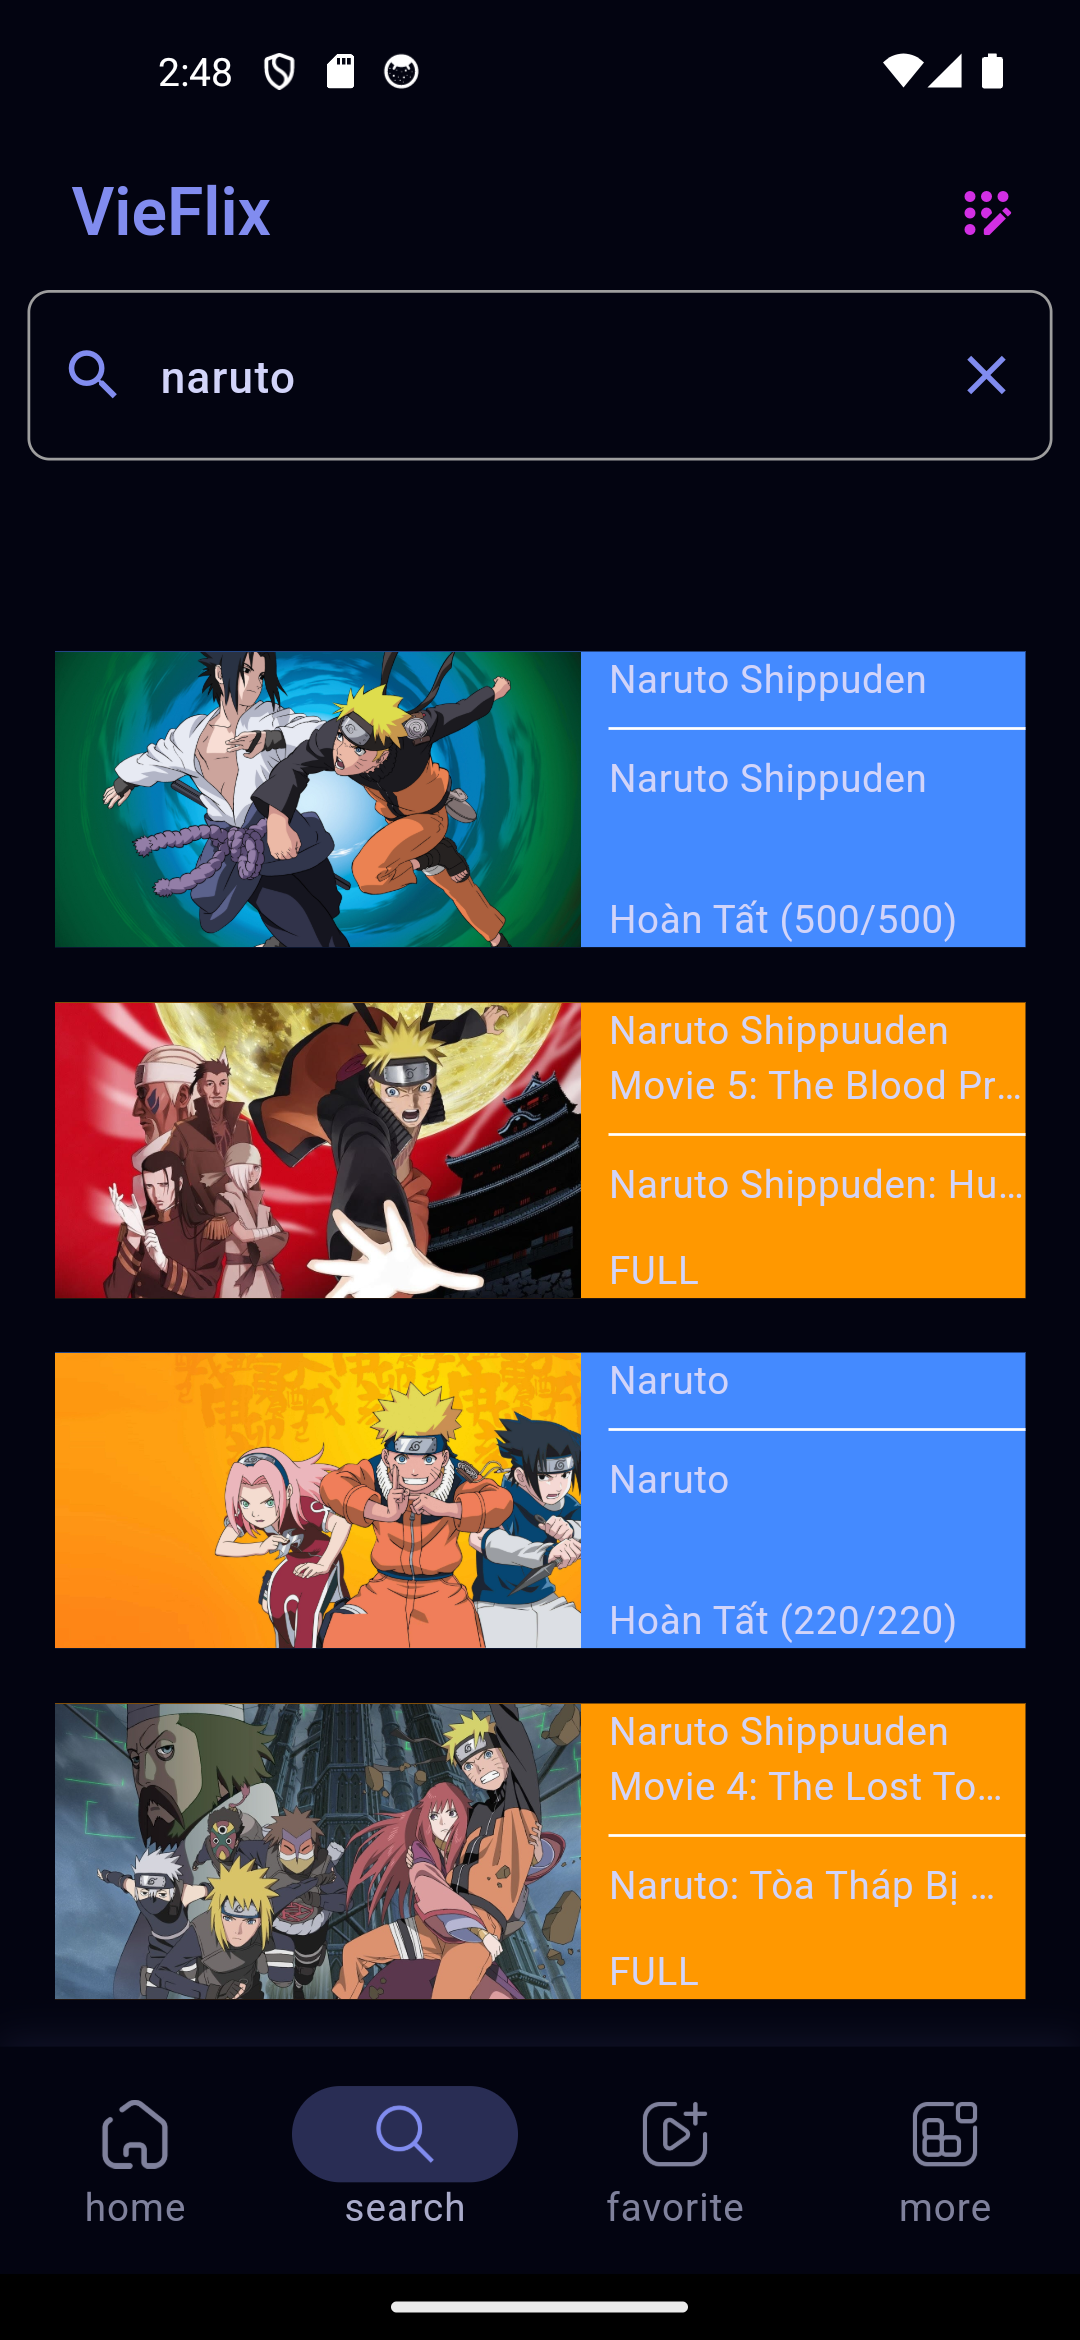 2:48
VieFlix
naruto
Naruto Shippuden
Naruto Shippuden
Hoàn Tất (500/500)
Naruto Shippuuden
Movie 5: The Blood Pr...
Naruto Shippuden: Hu...
FULL
Naruto
Naruto
Hoàn Tất (220/220)
Naruto Shippuuden
Movie 4: The Lost To...
Naruto: Tòa Tháp Bị ...
FULL
home
search
favorite
more